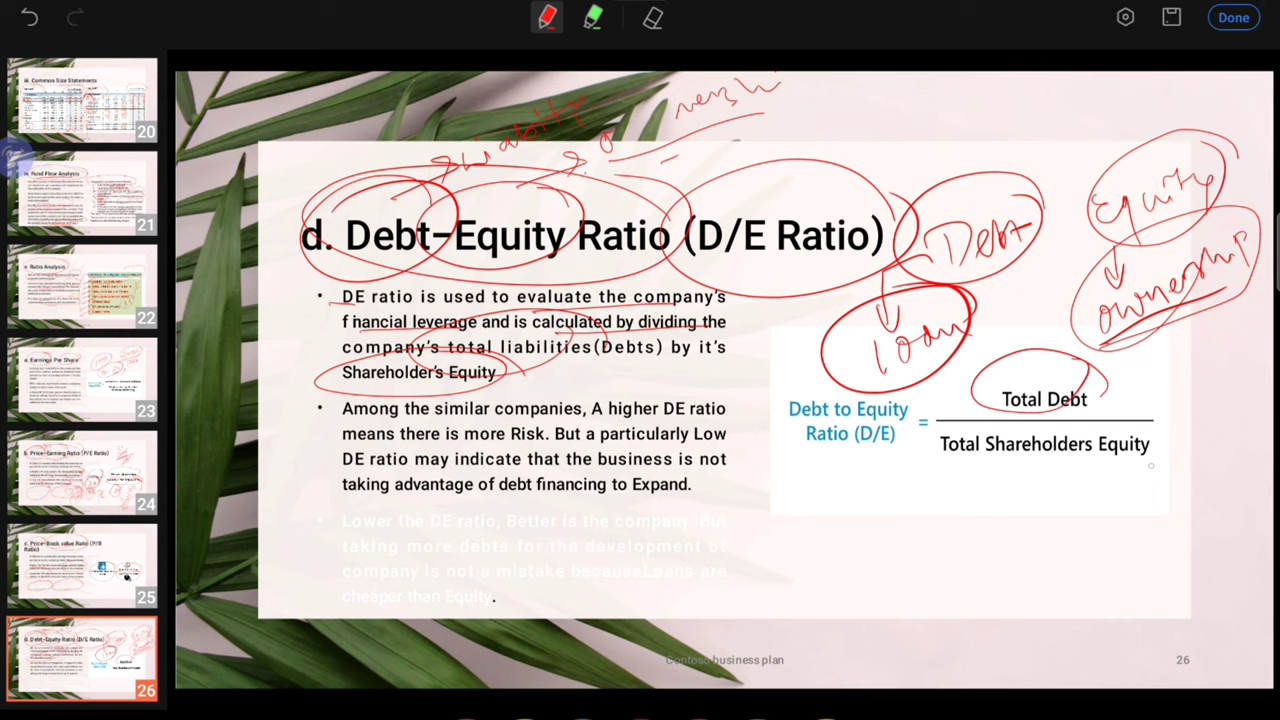 Done
iii. Common Size Statements
20
iv. Fund Flow Analysis
21
v. Ratio Analysis
22
a. Earnings Per Share
23
b. Price-Earning Ratio (P/E Ratio)
24
c. Price-Book value Ratio (P/B
Ratio)
25
d. Debt-Equity Ratio (D/E Ratio)
26
d. Debt-Equity Ratio (D/E Ratio)
Debt
Equity
loan
ownership
DE ratio is used to evaluate the company's
f hancial leverage and is calculated by dividing the
company's total liabilities(Debts) by it's
Shareholder's Equity
Among the similar companies, A higher DE ratio
means there is more Risk. But a particularly Low
DE ratio may indicate that the business is not
taking advantage of debt financing to Expand.
Lower the DE ratio, Better is the company. But
taking more for the development of
company is not stake becauseLoans are
cheaper than Equity.
Debt to Equity
Ratio (D/E)
=
Total Debt
Total Shareholders Equity
Contoso business plan
26